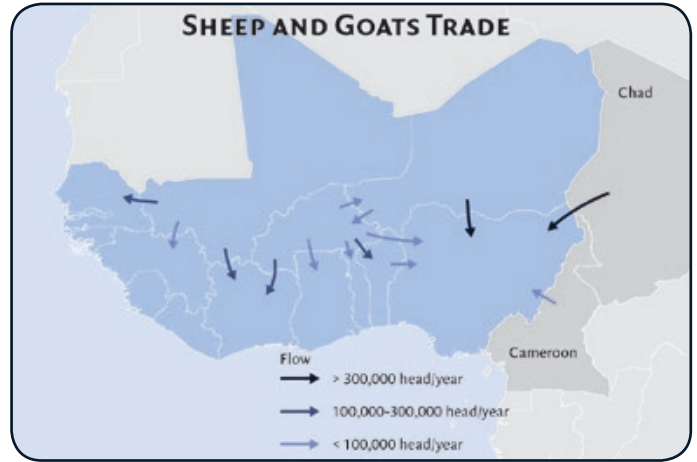 SHEEP AND GOATS TRADE
Chad
Cameroon
Flow
> 300,000 head/year
100,000-300,000 head/year
< 100,000 head/year